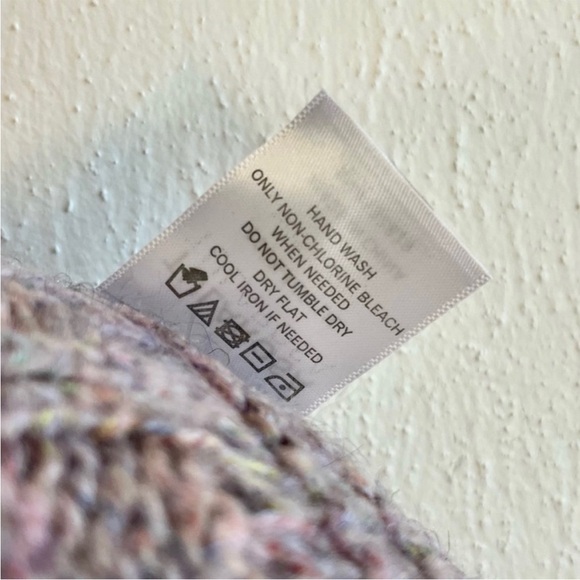 HAND WASH
ONLY NON-CHLORINE BLEACH
WHEN NEEDED
DO NOT TUMBLE DRY
DRY FLAT
COOL IRON IF NEEDED